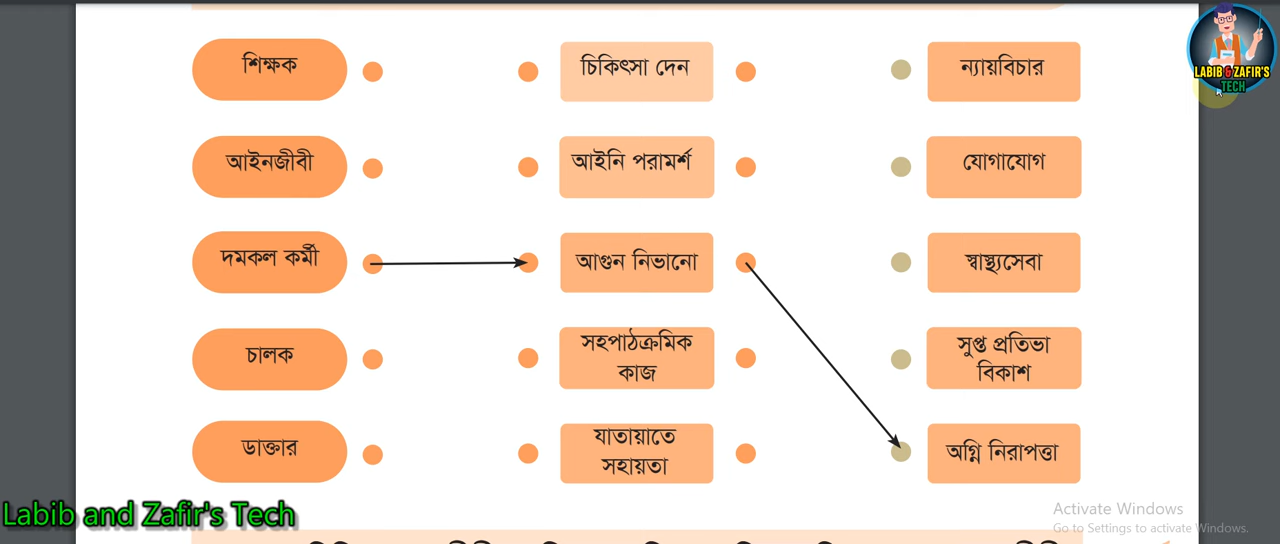 শিক্ষক
চিকিৎসা দেন
ন্যায়বিচার
LABIB & ZAFIR'S
TECH
আইনজীবী
আইনি পরামর্শ
যোগাযোগ
দমকল কর্মী
আগুন নিভানো
স্বাস্থ্যসেবা
চালক
সহপাঠক্রমিক
কাজ
সুপ্ত প্রতিভা
বিকাশ
ডাক্তার
যাতায়াতে
সহায়তা
অগ্নি নিরাপত্তা
Labib and Zafir's Tech
Activate Windows
Go to Settings to activate Windows.